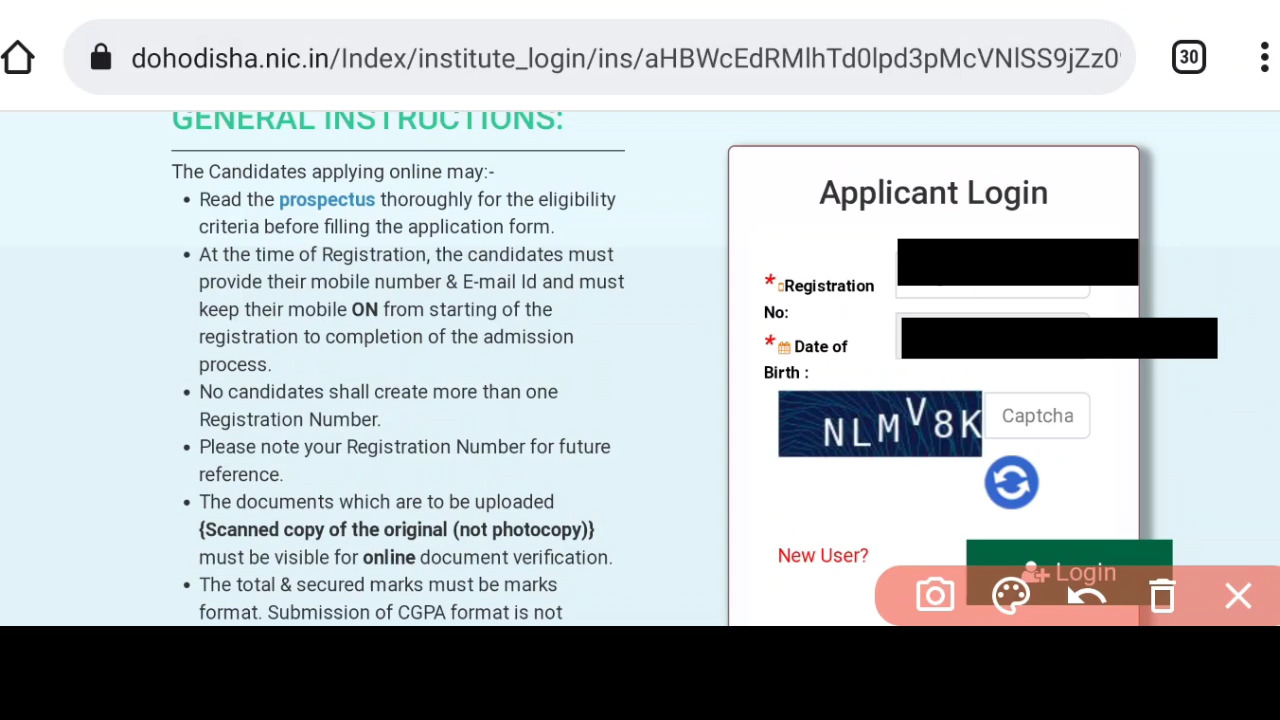 dohodisha.nic.in/Index/institute_login/ins/aHBWcEdRMlhTd0lpd3pMcVNlSS9jZz0
30
GENERAL INSTRUCTIONS:
The Candidates applying online may:-
• Read the prospectus thoroughly for the eligibility
criteria before filling the application form.
• At the time of Registration, the candidates must
provide their mobile number & E-mail Id and must
keep their mobile ON from starting of the
registration to completion of the admission
process.
• No candidates shall create more than one
Registration Number.
• Please note your Registration Number for future
reference.
• The documents which are to be uploaded
{Scanned copy of the original (not photocopy)}
must be visible for online document verification.
• The total & secured marks must be marks
format. Submission of CGPA format is not
Applicant Login
*Registration
No:
* Date of
Birth :
NLMV8K
Captcha
New User?
Login